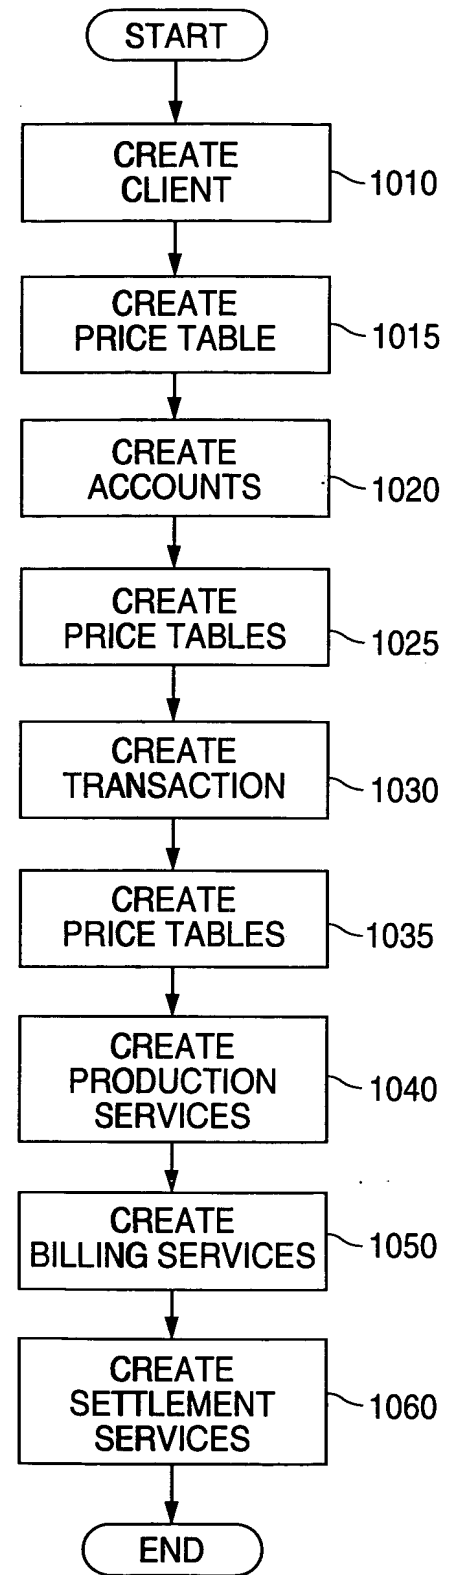 START
CREATE
CLIENT
1010
CREATE
PRICE TABLE
1015
CREATE
ACCOUNTS
1020
CREATE
PRICE TABLES
1025
CREATE
TRANSACTION
1030
CREATE
PRICE TABLES
1035
CREATE
PRODUCTION
SERVICES
1040
CREATE
BILLING SERVICES
1050
CREATE
SETTLEMENT
SERVICES
1060
END